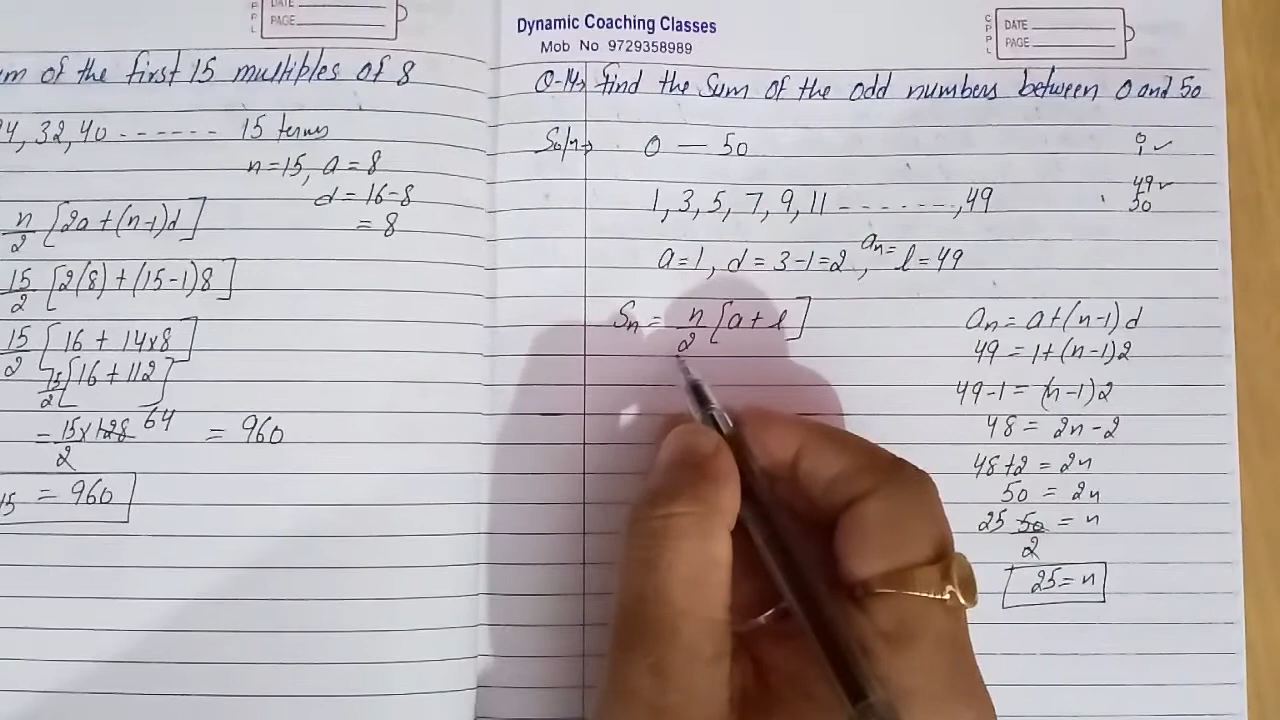 DATE
PAGE
m of the first 15 multiples of 8
4, 32, 40 ------ 15 terms
n=15, a=8
d=16-8
=8
n/2 [2a+(n-1)d]
15/2 [2(8)+(15-1)8]
15/2 [16+14×8]
15/2 [16+112]
= 15×128/2 64 = 960
15 = 960
Dynamic Coaching Classes
Mob No 9729358989
CPPL
DATE
PAGE
Q-14 Find the Sum of the odd numbers between 0 and 50
Sol/n→ 0 — 50
0
1 ✓
1, 3, 5, 7, 9, 11 -------, 49
49 ✓
50
a=1, d=3-1=2, an= l=49
Sn = n/2 [a+l]
an = a+(n-1)d
49 = 1+(n-1)2
49-1 = (n-1)2
48 = 2n-2
48+2 = 2n
50 = 2n
25 50/2 = n
25=n